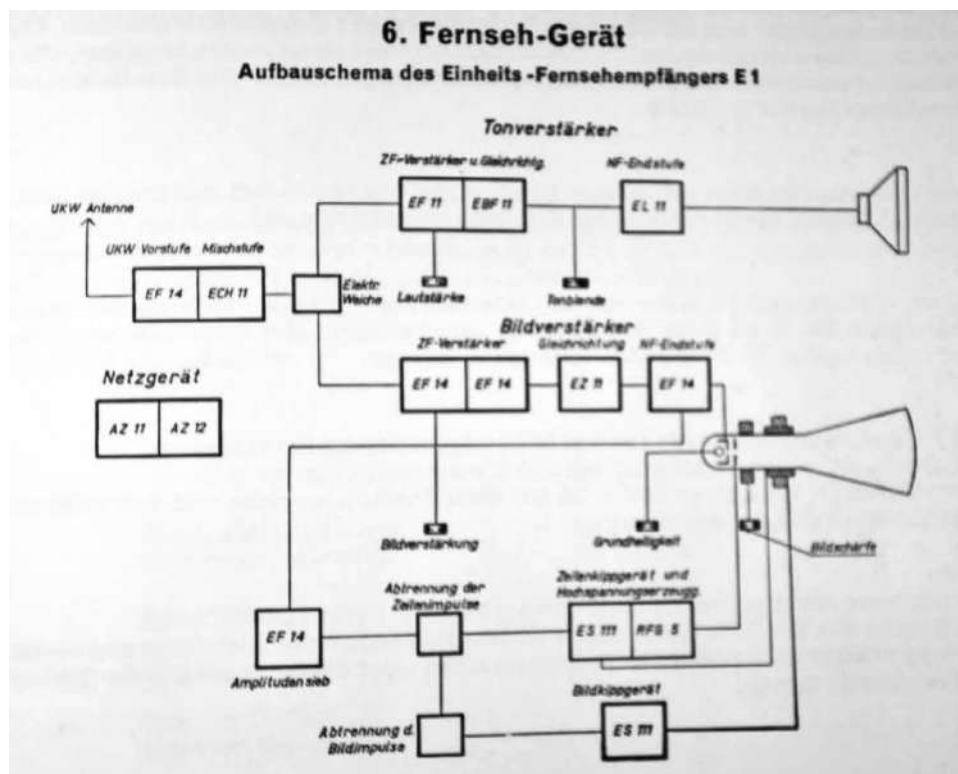 6. Fernseh-Gerät
Aufbauschema des Einheits-Fernsehempfängers E1
Tonverstärker
ZF-Verstärker u. Gleichrichtg.
NF-Endstufe
EF 11
EBF 11
EL 11
UKW Antenne
UKW Vorstufe
Mischstufe
EF 14
ECH 11
Elektr.
Weiche
Lautstärke
Tonblende
Bildverstärker
ZF-Verstärker
Gleichrichtung
NF-Endstufe
EF 14
EF 14
EZ 11
EF 14
Netzgerät
AZ 11
AZ 12
Bildverstärkung
Grundhelligkeit
Bildschärfe
Abtrennung der
Zeilenimpulse
Zeilenkippgerät und
Hochspannungserzeugg.
EF 14
ES 111
RFG 5
Amplitudensieb
Bildkippgerät
Abtrennung d.
Bildimpulse
ES 111